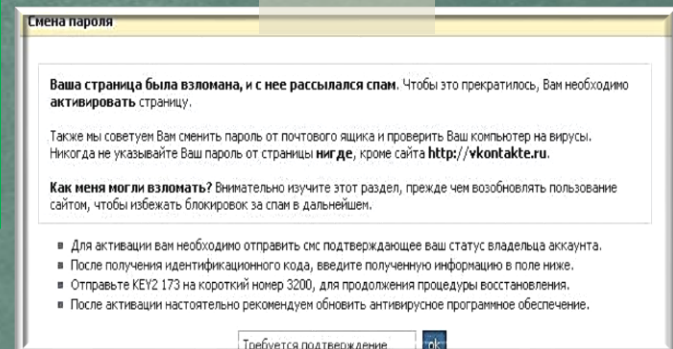 Смена пароля
Ваша страница была взломана, и с нее рассылался спам. Чтобы это прекратилось, Вам необходимо
активировать страницу.
Также мы советуем Вам сменить пароль от почтового ящика и проверить Ваш компьютер на вирусы.
Никогда не указывайте Ваш пароль от страницы нигде, кроме сайта http://vkontakte.ru.
Как меня могли взломать? Внимательно изучите этот раздел, прежде чем возобновлять пользование
сайтом, чтобы избежать блокировок за спам в дальнейшем.
Для активации вам необходимо отправить смс подтверждающее ваш статус владельца аккаунта.
После получения идентификационного кода, введите полученную информацию в поле ниже.
Отправьте KEY2 173 на короткий номер 3200, для продолжения процедуры восстановления.
После активации настоятельно рекомендуем обновить антивирусное программное обеспечение.
Требуется подтверждение ok